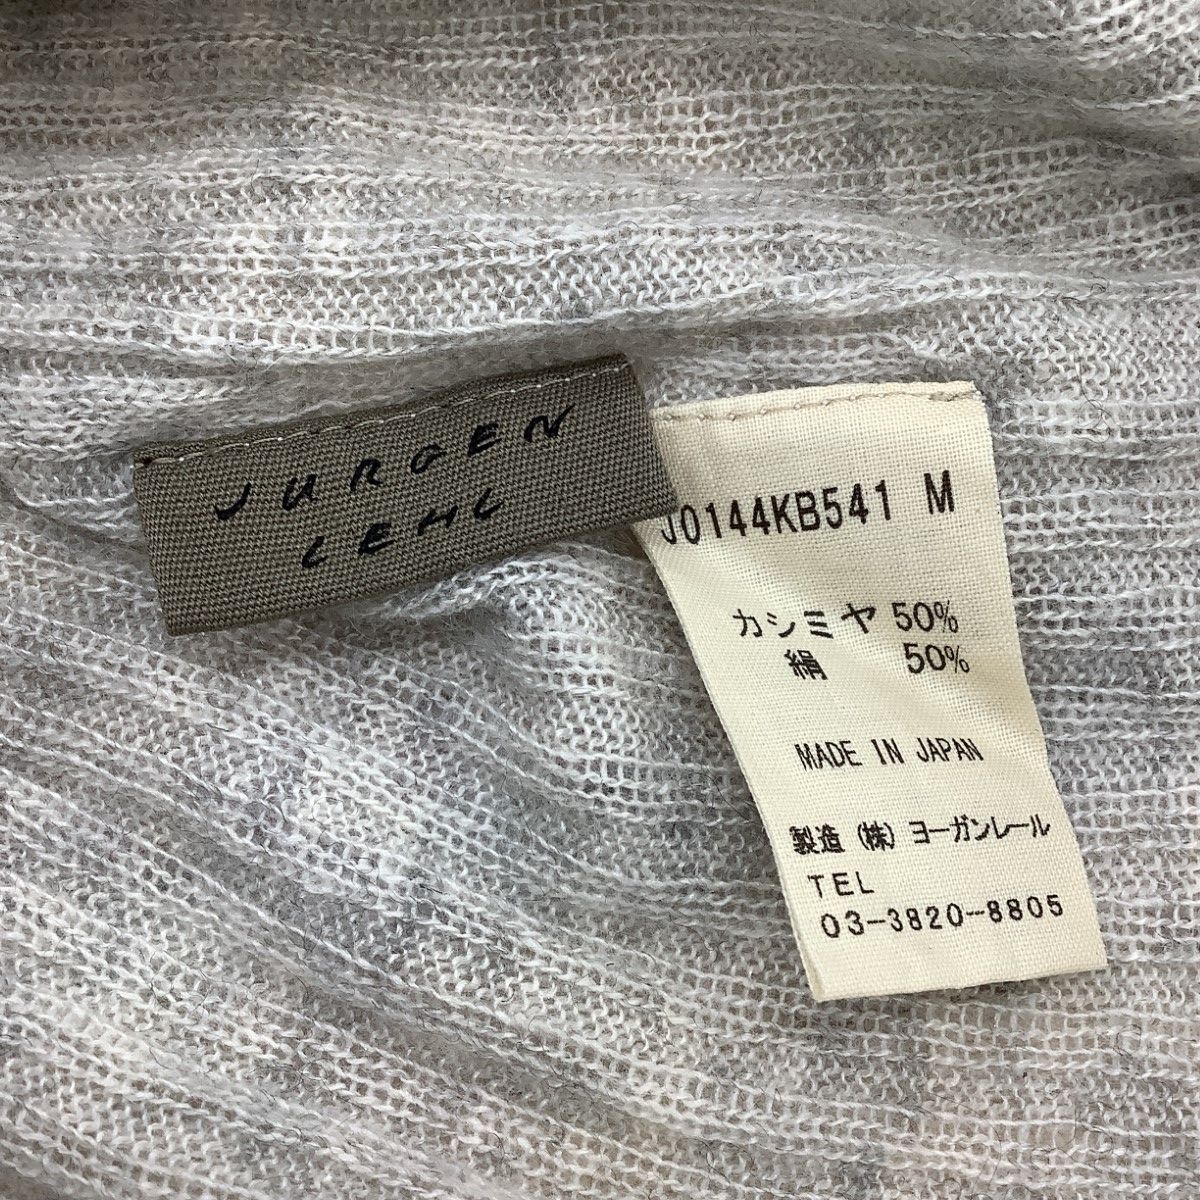 JURGEN
LEHL
J0144KB541 M
カシミヤ 50%
絹 50%
MADE IN JAPAN
製造 (株) ヨーガンレール
TEL
03-3820-8805